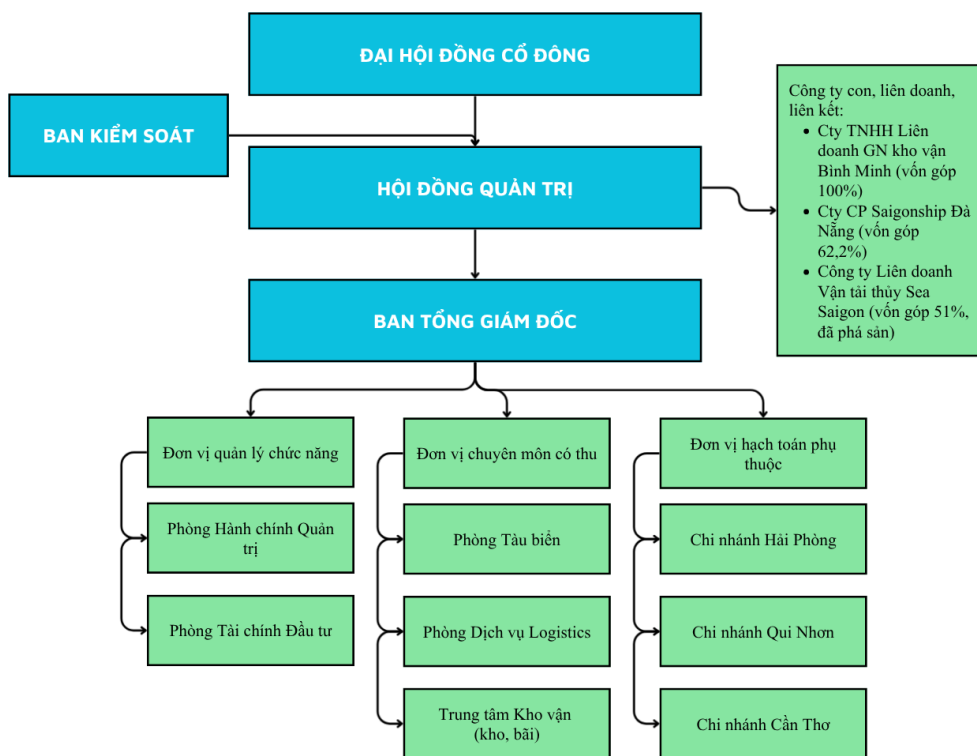 ĐẠI HỘI ĐỒNG CỔ ĐÔNG
BAN KIỂM SOÁT
HỘI ĐỒNG QUẢN TRỊ
Công ty con, liên doanh,
liên kết:
• Cty TNHH Liên
doanh GN kho vận
Bình Minh (vốn góp
100%)
• Cty CP Saigonship Đà
Nẵng (vốn góp
62,2%)
• Công ty Liên doanh
Vận tải thủy Sea
Saigon (vốn góp 51%,
đã phá sản)
BAN TỔNG GIÁM ĐỐC
Đơn vị quản lý chức năng
Phòng Hành chính Quản
trị
Phòng Tài chính Đầu tư
Đơn vị chuyên môn có thu
Phòng Tàu biển
Phòng Dịch vụ Logistics
Trung tâm Kho vận
(kho, bãi)
Đơn vị hạch toán phụ
thuộc
Chi nhánh Hải Phòng
Chi nhánh Qui Nhơn
Chi nhánh Cần Thơ